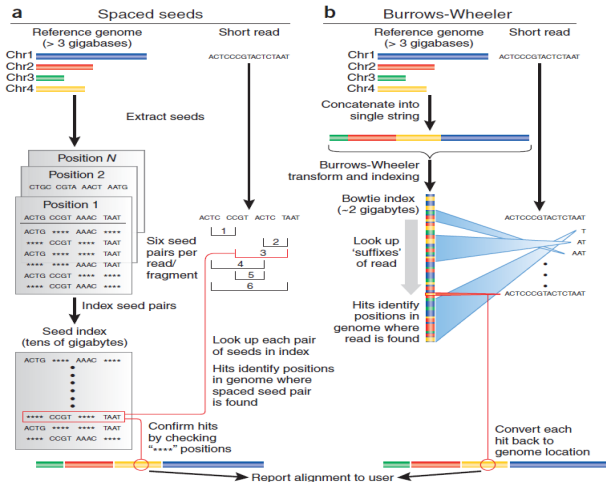 a
Spaced seeds
Reference genome
(> 3 gigabases)
Short read
Chr1
Chr2
Chr3
Chr4
ACTCCCGTACTCTAAT
Extract seeds
Position N
Position 2
CTGC CGTA AACT AATG
Position 1
ACTG CCGT AAAC TAAT
ACTG **** AAAC ****
**** CCGT **** TAAT
ACTG **** **** TAAT
**** CCGT AAAC ****
ACTG CCGT **** ****
**** **** AAAC TAAT
ACTC CCGT ACTC TAAT
Six seed
pairs per
read/
fragment
1
2
3
4
5
6
Index seed pairs
Seed index
(tens of gigabytes)
ACTG **** AAAC ****
**** CCGT **** TAAT
ACTG **** **** TAAT
**** CCGT AAAC ****
Look up each pair
of seeds in index
Hits identify positions
in genome where
spaced seed pair
is found
Confirm hits
by checking
"****" positions
b
Burrows-Wheeler
Reference genome
(> 3 gigabases)
Short read
Chr1
Chr2
Chr3
Chr4
ACTCCCGTACTCTAAT
Concatenate into
single string
Burrows-Wheeler
transform and indexing
Bowtie index
(~2 gigabytes)
ACTCCCGTACTCTAAT
T
AT
AAT
Look up
'suffixes'
of read
ACTCCCGTACTCTAAT
Hits identify
positions in
genome where
read is found
Convert each
hit back to
genome location
Report alignment to user